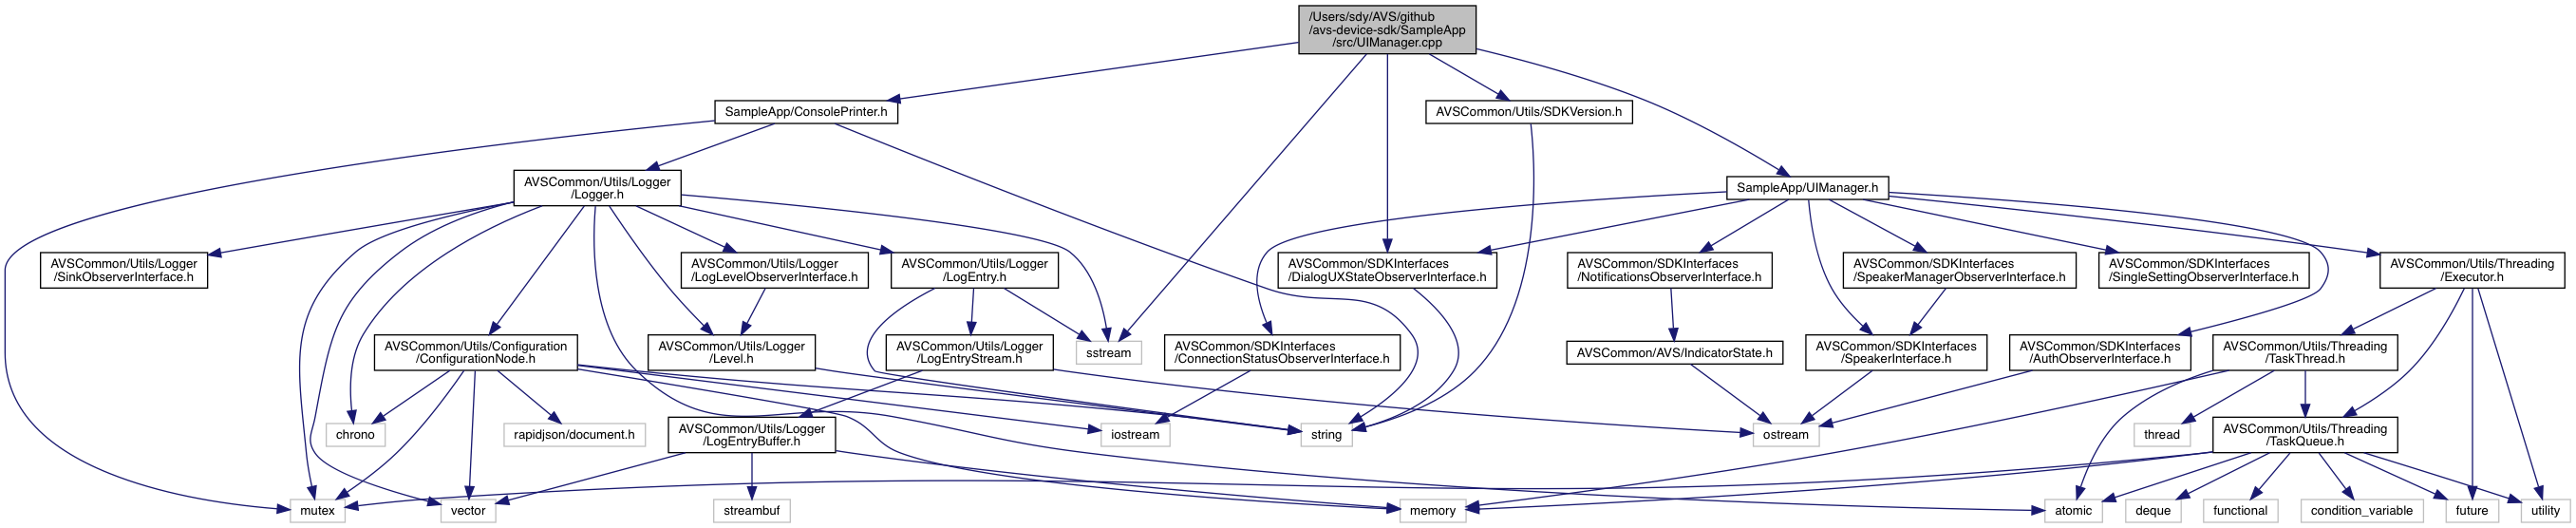 /Users/sdy/AVS/github
/avs-device-sdk/SampleApp
/src/UIManager.cpp
SampleApp/ConsolePrinter.h
AVSCommon/Utils/SDKVersion.h
AVSCommon/Utils/Logger
/Logger.h
SampleApp/UIManager.h
AVSCommon/Utils/Logger
/SinkObserverInterface.h
AVSCommon/Utils/Logger
/LogLevelObserverInterface.h
AVSCommon/Utils/Logger
/LogEntry.h
AVSCommon/SDKInterfaces
/DialogUXStateObserverInterface.h
AVSCommon/SDKInterfaces
/NotificationsObserverInterface.h
AVSCommon/SDKInterfaces
/SpeakerManagerObserverInterface.h
AVSCommon/SDKInterfaces
/SingleSettingObserverInterface.h
AVSCommon/Utils/Threading
/Executor.h
AVSCommon/Utils/Configuration
/ConfigurationNode.h
AVSCommon/Utils/Logger
/Level.h
AVSCommon/Utils/Logger
/LogEntryStream.h
sstream
AVSCommon/SDKInterfaces
/ConnectionStatusObserverInterface.h
AVSCommon/AVS/IndicatorState.h
AVSCommon/SDKInterfaces
/SpeakerInterface.h
AVSCommon/SDKInterfaces
/AuthObserverInterface.h
AVSCommon/Utils/Threading
/TaskThread.h
chrono
rapidjson/document.h
AVSCommon/Utils/Logger
/LogEntryBuffer.h
iostream
string
ostream
thread
AVSCommon/Utils/Threading
/TaskQueue.h
mutex
vector
streambuf
memory
atomic
deque
functional
condition_variable
future
utility